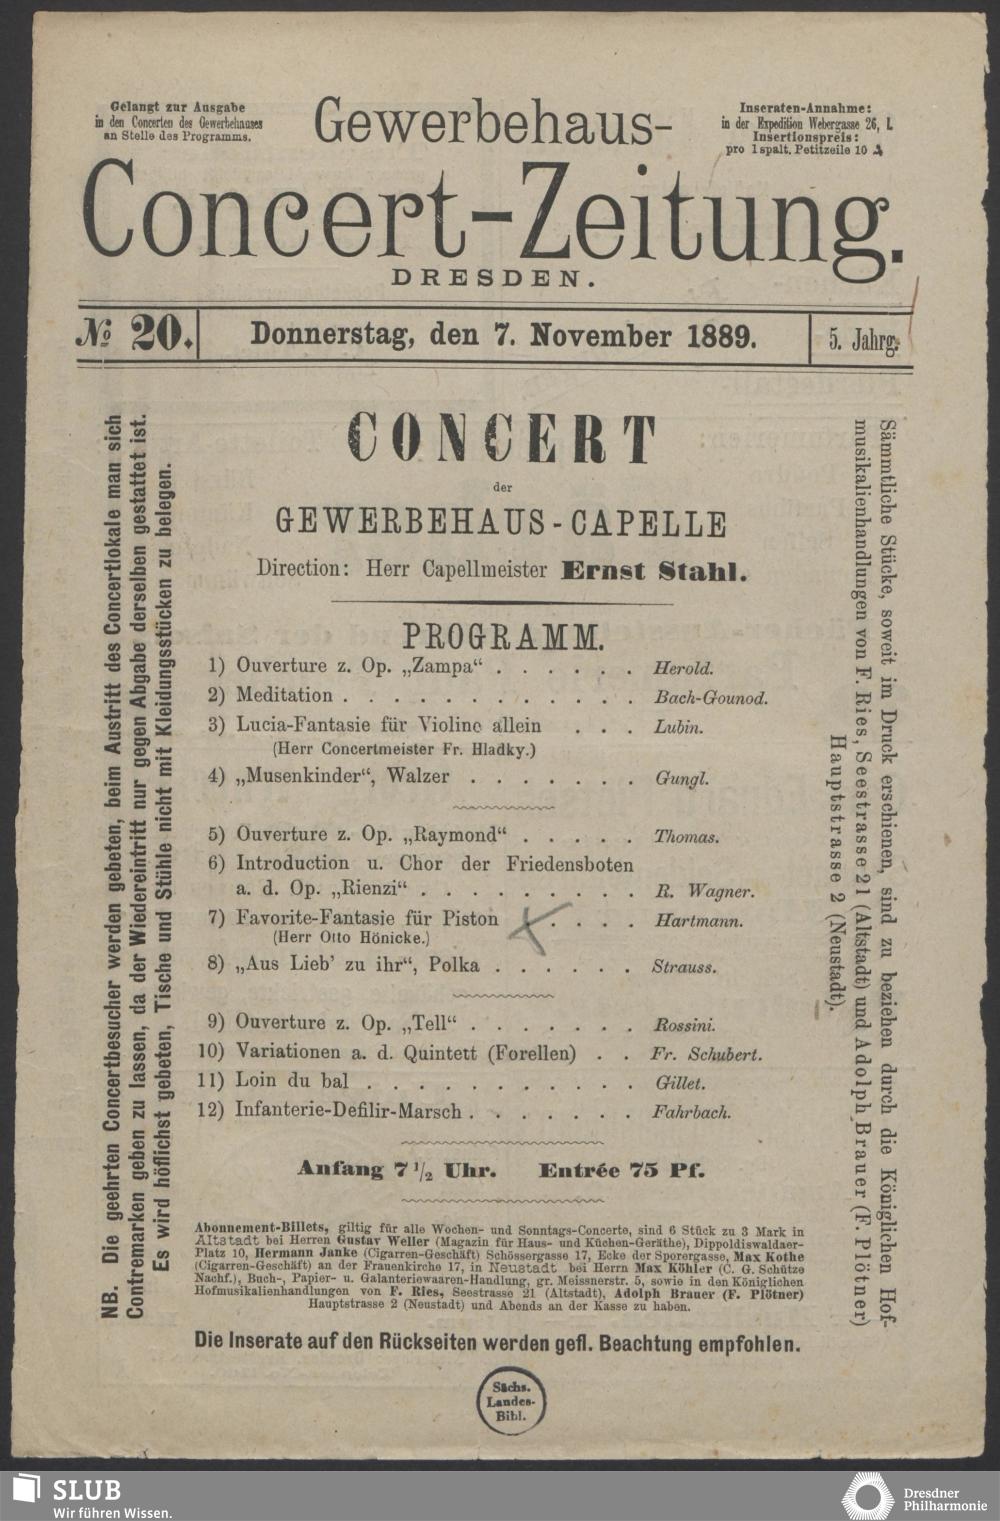 Gelangt zur Ausgabe
in den Concerten des Gewerbehauses
an Stelle des Programms.
Gewerbehaus-
Inseraten-Annahme:
in der Expedition Webergasse 26, I.
Insertionspreis:
pro 1 spalt. Petitzeile 10 ₰
Concert-Zeitung.
DRESDEN.
№ 20.
Donnerstag, den 7. November 1889.
5. Jahrg.
NB. Die geehrten Concertbesucher werden gebeten, beim Austritt des Concertlokale man sich
Contremarken geben zu lassen, da der Wiedereintritt nur gegen Abgabe derselben gestattet ist.
Es wird höflichst gebeten, Tische und Stühle nicht mit Kleidungsstücken zu belegen.
CONCERT
der
GEWERBEHAUS-CAPELLE
Direction: Herr Capellmeister Ernst Stahl.
PROGRAMM.
1) Ouverture z. Op. „Zampa“ . . . . . . Herold.
2) Meditation . . . . . . . . . . . . Bach-Gounod.
3) Lucia-Fantasie für Violine allein . . . Lubin.
(Herr Concertmeister Fr. Hladky.)
4) „Musenkinder“, Walzer . . . . . . . Gungl.
5) Ouverture z. Op. „Raymond“ . . . . . Thomas.
6) Introduction u. Chor der Friedensboten
a. d. Op. „Rienzi“ . . . . . . . . . R. Wagner.
7) Favorite-Fantasie für Piston . . . . . Hartmann.
(Herr Otto Hönicke.)
8) „Aus Lieb' zu ihr“, Polka . . . . . . Strauss.
9) Ouverture z. Op. „Tell“ . . . . . . . Rossini.
10) Variationen a. d. Quintett (Forellen) . . Fr. Schubert.
11) Loin du bal . . . . . . . . . . . Gillet.
12) Infanterie-Defilir-Marsch . . . . . . . Fahrbach.
Anfang 7 1/2 Uhr. Entrée 75 Pf.
Abonnement-Billets, giltig für alle Wochen- und Sonntags-Concerte, sind 6 Stück zu 3 Mark in
Altstadt bei Herren Gustav Weller (Magazin für Haus- und Küchen-Geräthe), Dippoldiswaldaer-
Platz 10, Hermann Janke (Cigarren-Geschäft) Schössergasse 17, Ecke der Sporergasse, Max Kothe
(Cigarren-Geschäft) an der Frauenkirche 17, in Neustadt bei Herrn Max Köhler (C. G. Schütze
Nachf.), Buch-, Papier- u. Galanteriewaaren-Handlung, gr. Meissnerstr. 5, sowie in den Königlichen
Hofmusikalienhandlungen von F. Ries, Seestrasse 21 (Altstadt), Adolph Brauer (F. Plötner)
Hauptstrasse 2 (Neustadt) und Abends an der Kasse zu haben.
Die Inserate auf den Rückseiten werden gefl. Beachtung empfohlen.
Sämmtliche Stücke, soweit im Druck erschienen, sind zu beziehen durch die Königlichen Hof-
musikalienhandlungen von F. Ries, Seestrasse 21 (Altstadt) und Adolph Brauer (F. Plötner)
Hauptstrasse 2 (Neustadt).
Sächs.
Landes-
Bibl.
SLUB
Wir führen Wissen.
Dresdner
Philharmonie